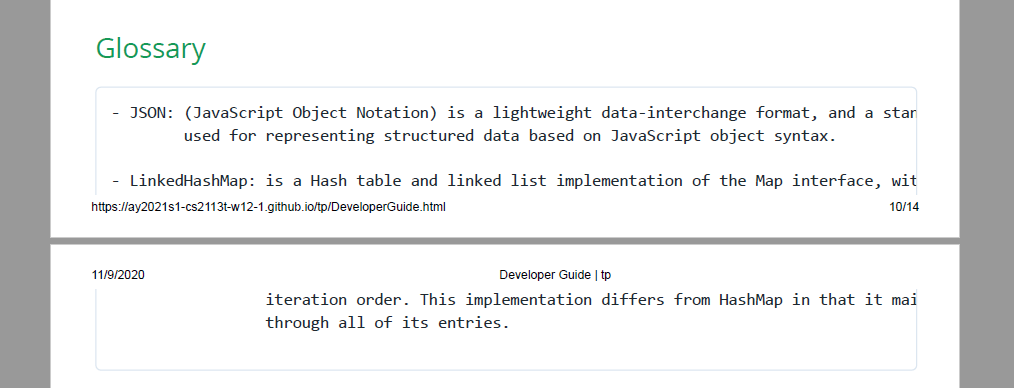 Glossary
- JSON: (JavaScript Object Notation) is a lightweight data-interchange format, and a star
used for representing structured data based on JavaScript object syntax.
- LinkedHashMap: is a Hash table and linked list implementation of the Map interface, wit
https://ay2021s1-cs2113t-w12-1.github.io/tp/DeveloperGuide.html 10/14
11/9/2020 Developer Guide | tp
iteration order. This implementation differs from HashMap in that it mai
through all of its entries.